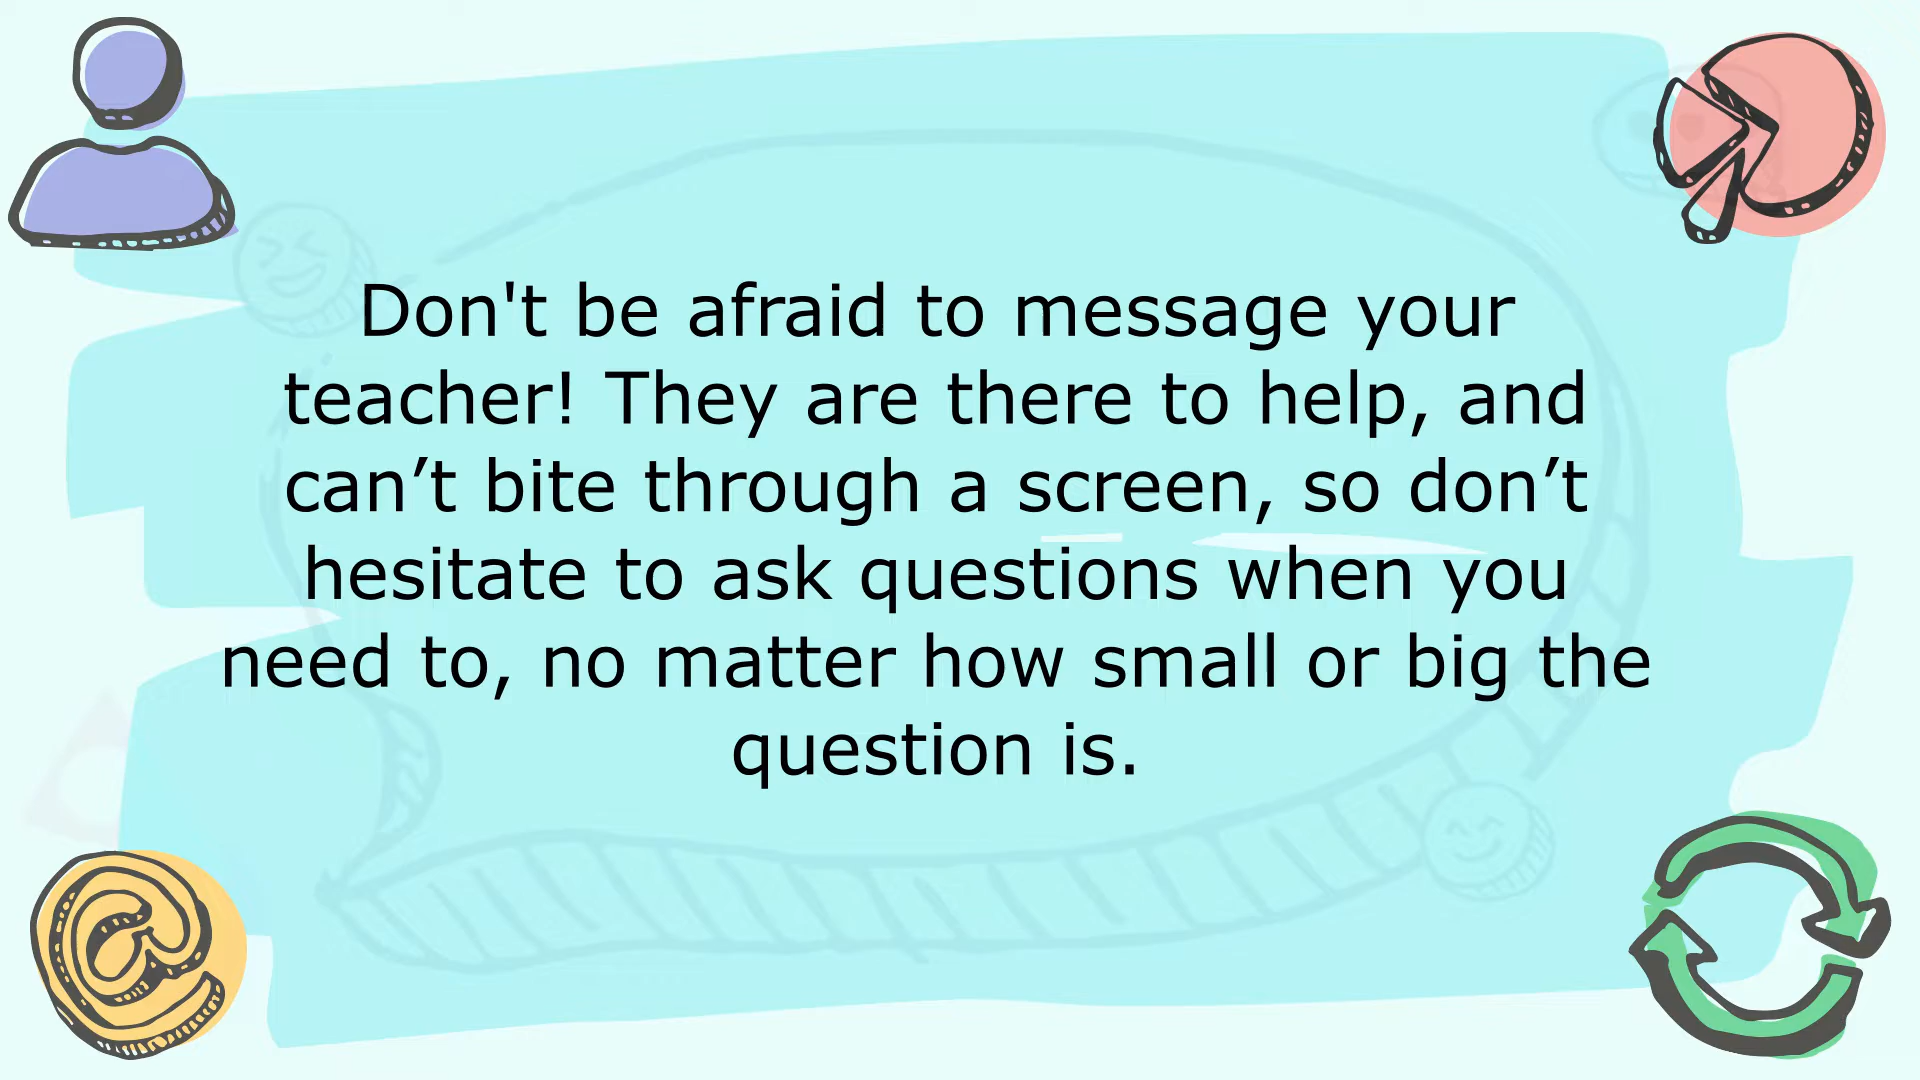 Don't be afraid to message your
teacher! They are there to help, and
can’t bite through a screen, so don’t
hesitate to ask questions when you
need to, no matter how small or big the
question is.